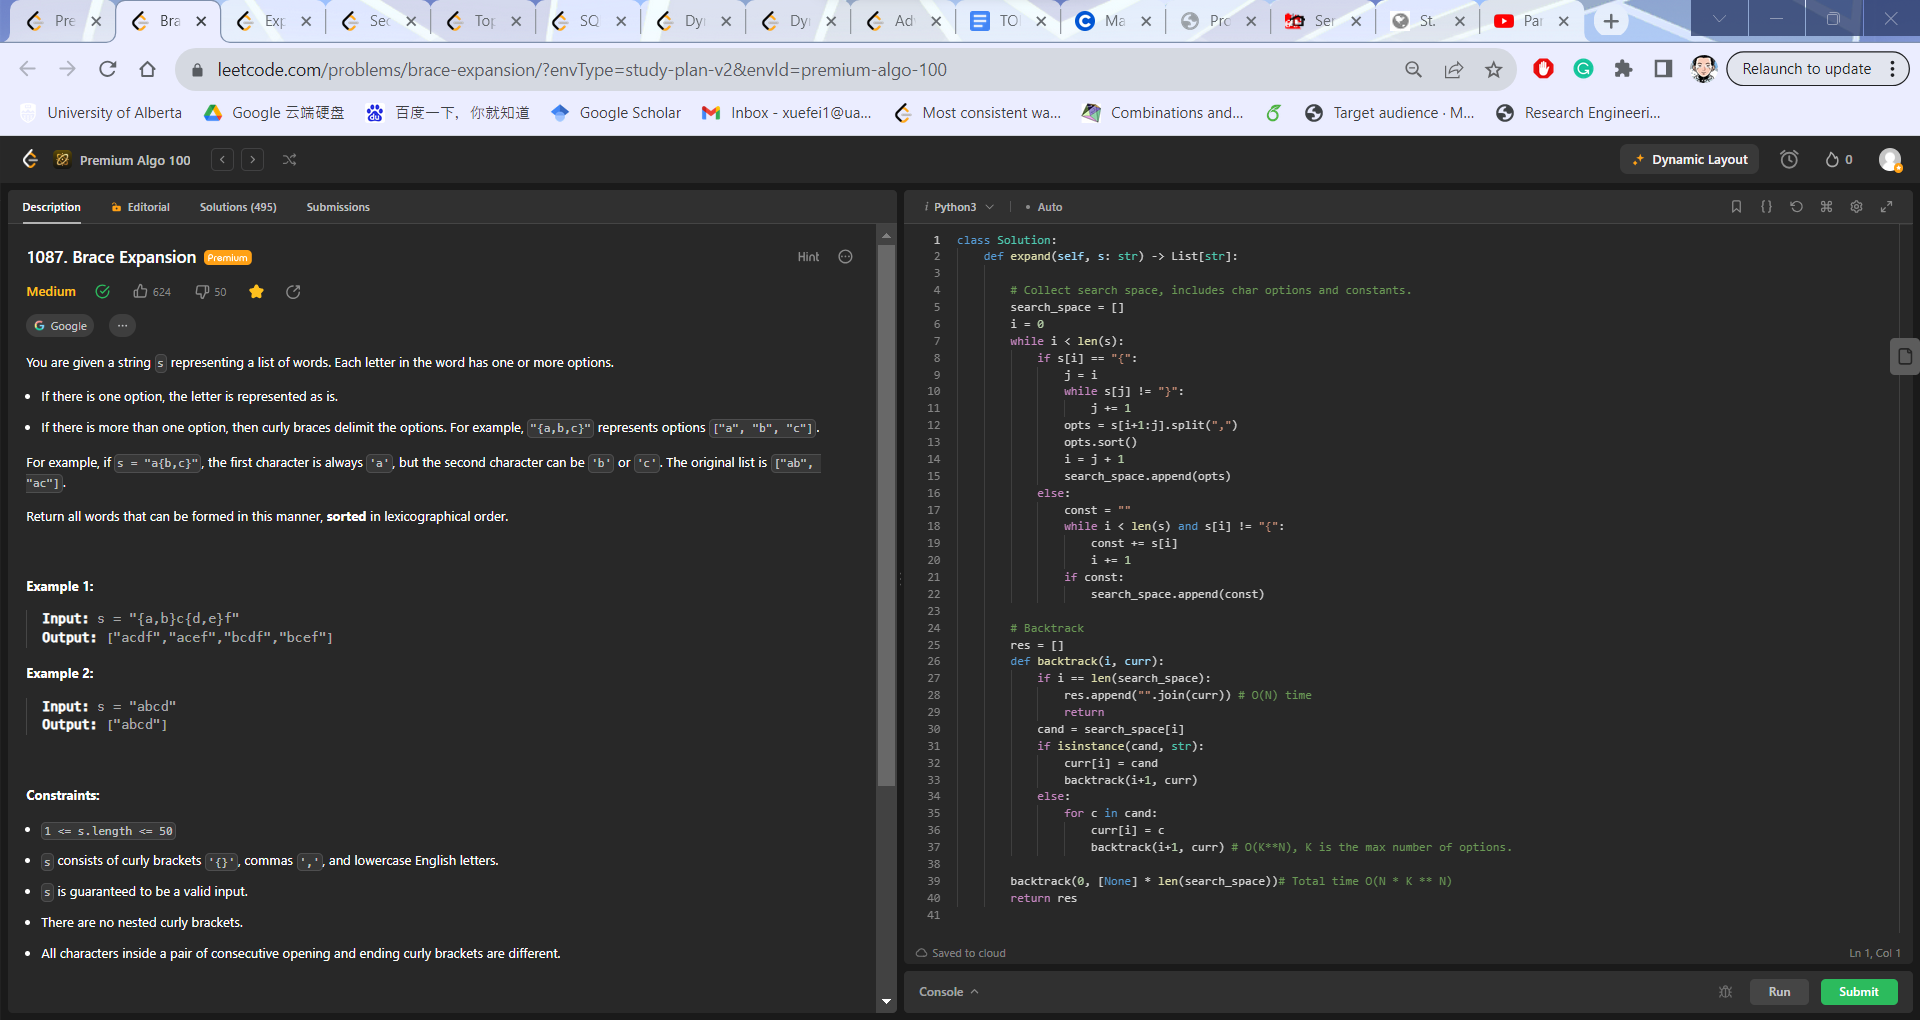 Pre
Bra
Exp
Sec
Top
SQ
Dyn
Dyn
Adv
TO
Ma
Pro
Ser
St.
Par
leetcode.com/problems/brace-expansion/?envType=study-plan-v2&envId=premium-algo-100
Relaunch to update
University of Alberta
Google 云端硬盘
百度一下，你就知道
Google Scholar
Inbox - xuefei1@ua...
Most consistent wa...
Combinations and...
Target audience · M...
Research Engineeri...
Premium Algo 100
Dynamic Layout
0
Description
Editorial
Solutions (495)
Submissions
1087. Brace Expansion Premium
Hint
Medium
624
50
Google
...
You are given a string s representing a list of words. Each letter in the word has one or more options.
• If there is one option, the letter is represented as is.
• If there is more than one option, then curly braces delimit the options. For example, "{a,b,c}" represents options ["a", "b", "c"].
For example, if s = "a{b,c}", the first character is always 'a', but the second character can be 'b' or 'c'. The original list is ["ab",
"ac"].
Return all words that can be formed in this manner, sorted in lexicographical order.
Example 1:
Input: s = "{a,b}c{d,e}f"
Output: ["acdf","acef","bcdf","bcef"]
Example 2:
Input: s = "abcd"
Output: ["abcd"]
Constraints:
• 1 <= s.length <= 50
• s consists of curly brackets '{}', commas ',', and lowercase English letters.
• s is guaranteed to be a valid input.
• There are no nested curly brackets.
• All characters inside a pair of consecutive opening and ending curly brackets are different.
i Python3
• Auto
{}
1 class Solution:
2     def expand(self, s: str) -> List[str]:
3
4         # Collect search space, includes char options and constants.
5         search_space = []
6         i = 0
7         while i < len(s):
8             if s[i] == "{":
9                 j = i
10                 while s[j] != "}":
11                     j += 1
12                 opts = s[i+1:j].split(",")
13                 opts.sort()
14                 i = j + 1
15                 search_space.append(opts)
16             else:
17                 const = ""
18                 while i < len(s) and s[i] != "{":
19                     const += s[i]
20                     i += 1
21                 if const:
22                     search_space.append(const)
23
24         # Backtrack
25         res = []
26         def backtrack(i, curr):
27             if i == len(search_space):
28                 res.append("".join(curr)) # O(N) time
29                 return
30             cand = search_space[i]
31             if isinstance(cand, str):
32                 curr[i] = cand
33                 backtrack(i+1, curr)
34             else:
35                 for c in cand:
36                     curr[i] = c
37                     backtrack(i+1, curr) # O(K**N), K is the max number of options.
38
39         backtrack(0, [None] * len(search_space))# Total time O(N * K ** N)
40         return res
41
Saved to cloud
Ln 1, Col 1
Console
Run
Submit